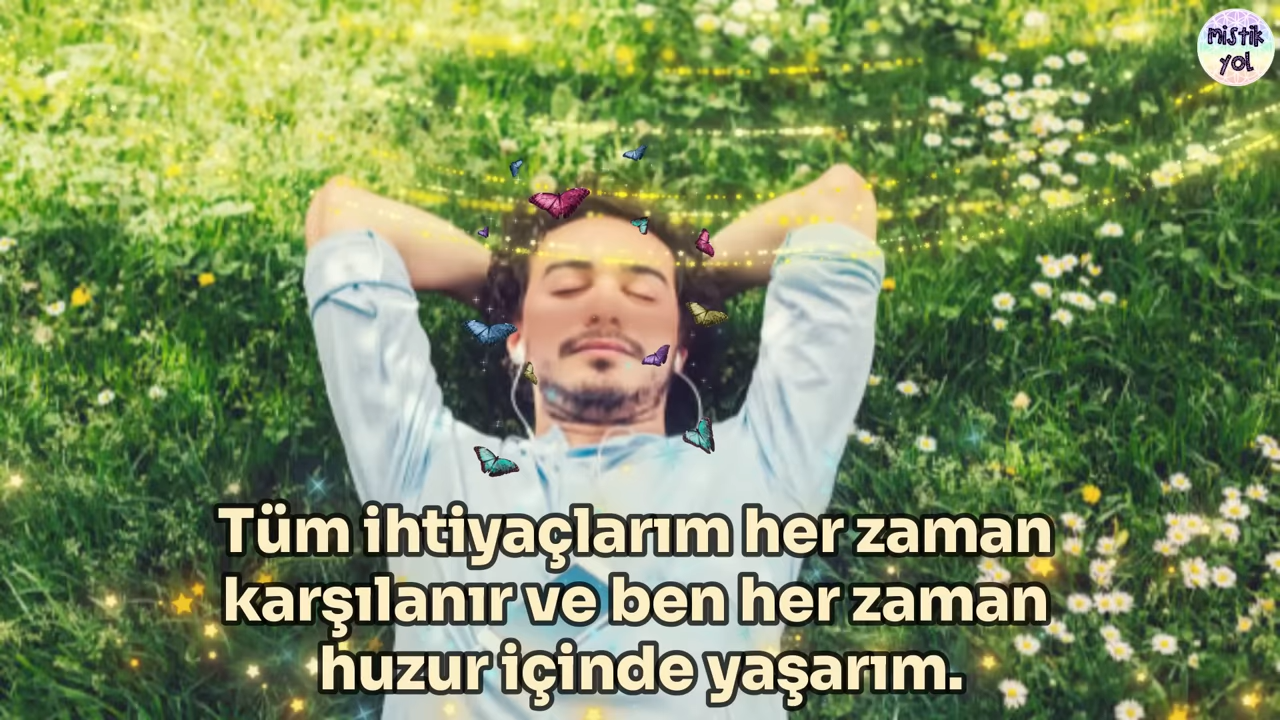 mistik
yol
Tüm ihtiyaçlarım her zaman
karşılanır ve ben her zaman
huzur içinde yaşarım.